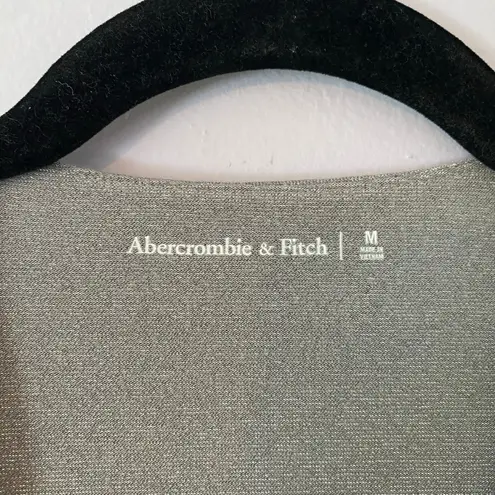 Abercrombie & Fitch | M
MADE IN
VIETNAM